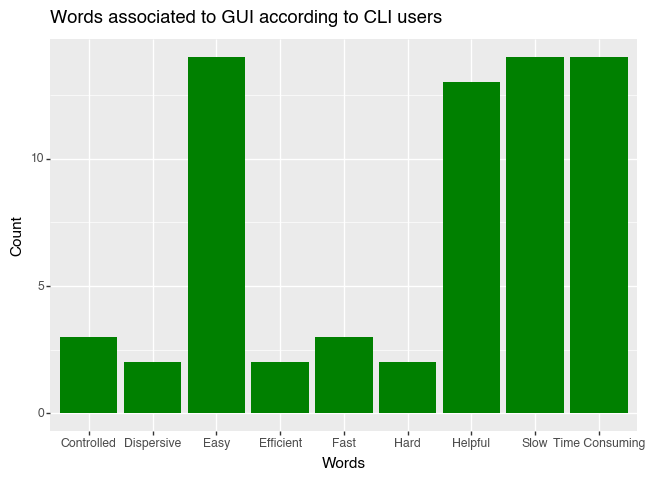 Words associated to GUI according to CLI users
Count
10
5
0
Controlled Dispersive Easy Efficient Fast Hard Helpful Slow Time Consuming
Words